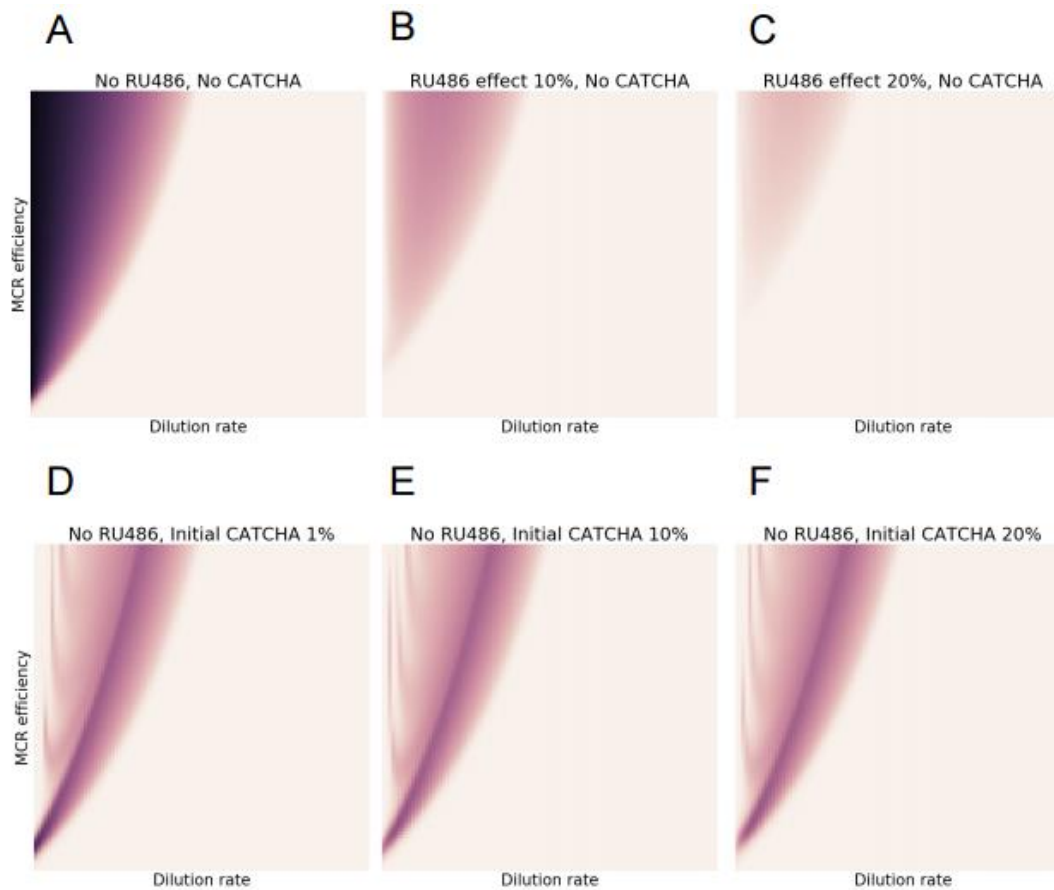 A
B
C
No RU486, No CATCHA
RU486 effect 10%, No CATCHA
RU486 effect 20%, No CATCHA
MCR efficiency
Dilution rate
Dilution rate
Dilution rate
D
E
F
No RU486, Initial CATCHA 1%
No RU486, Initial CATCHA 10%
No RU486, Initial CATCHA 20%
MCR efficiency
Dilution rate
Dilution rate
Dilution rate